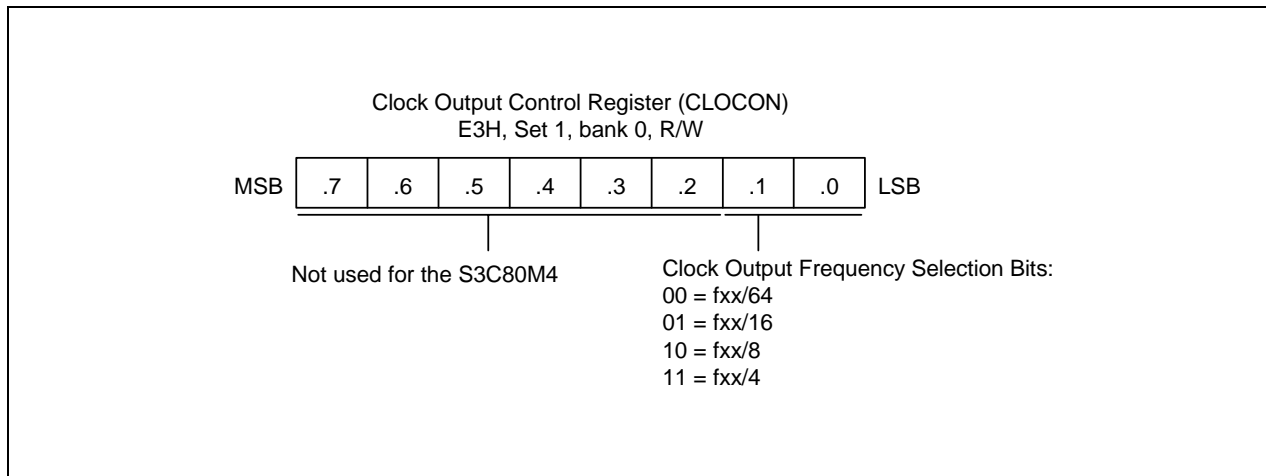 Clock Output Control Register (CLOCON)
E3H, Set 1, bank 0, R/W
MSB .7 .6 .5 .4 .3 .2 .1 .0 LSB
Not used for the S3C80M4
Clock Output Frequency Selection Bits:
00 = fxx/64
01 = fxx/16
10 = fxx/8
11 = fxx/4